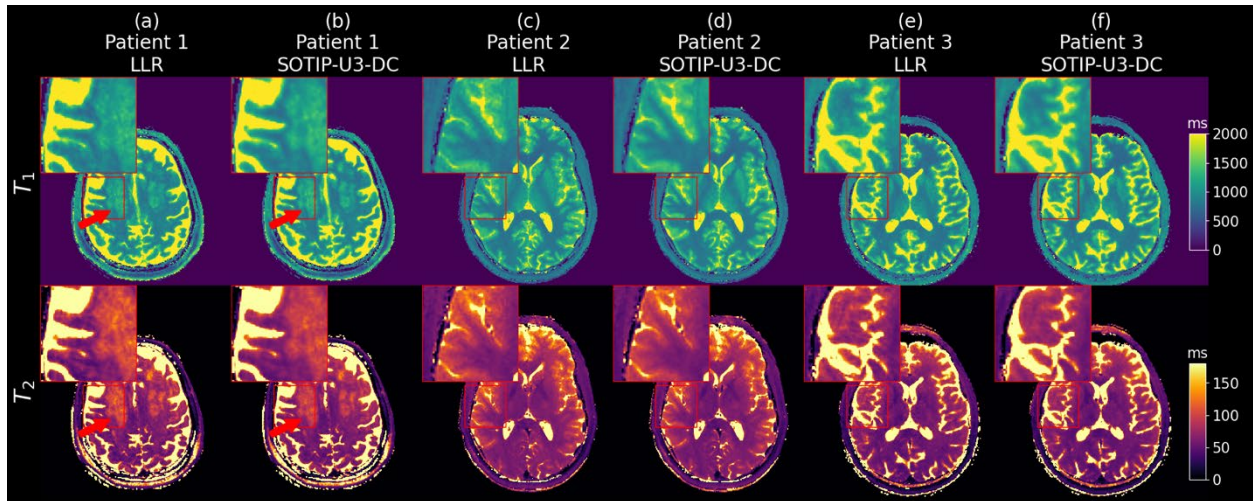 (a)
Patient 1
LLR
(b)
Patient 1
SOTIP-U3-DC
(c)
Patient 2
LLR
(d)
Patient 2
SOTIP-U3-DC
(e)
Patient 3
LLR
(f)
Patient 3
SOTIP-U3-DC
T₁
ms
2000
1500
1000
500
0
T₂
ms
150
100
50
0